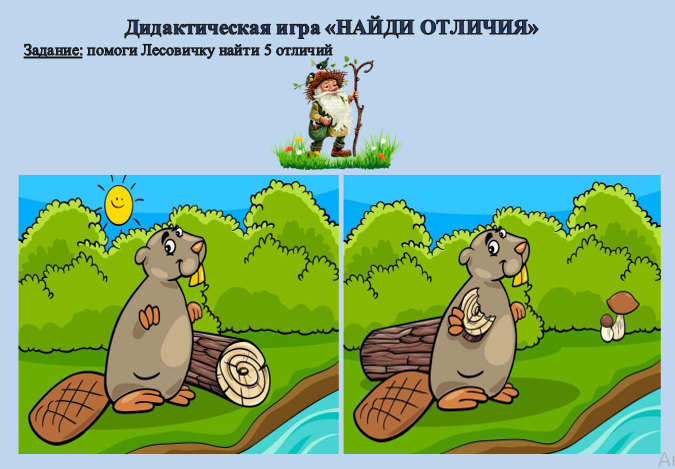 Дидактическая игра «НАЙДИ ОТЛИЧИЯ»
Задание: помоги Лесовичку найти 5 отличий